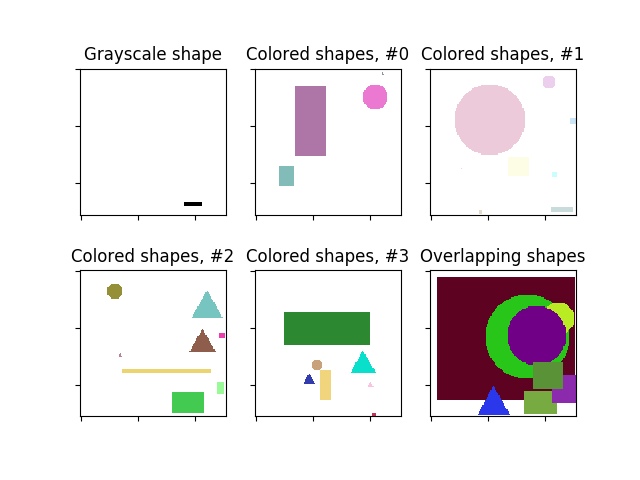 Grayscale shape
Colored shapes, #0
Colored shapes, #1
Colored shapes, #2
Colored shapes, #3
Overlapping shapes